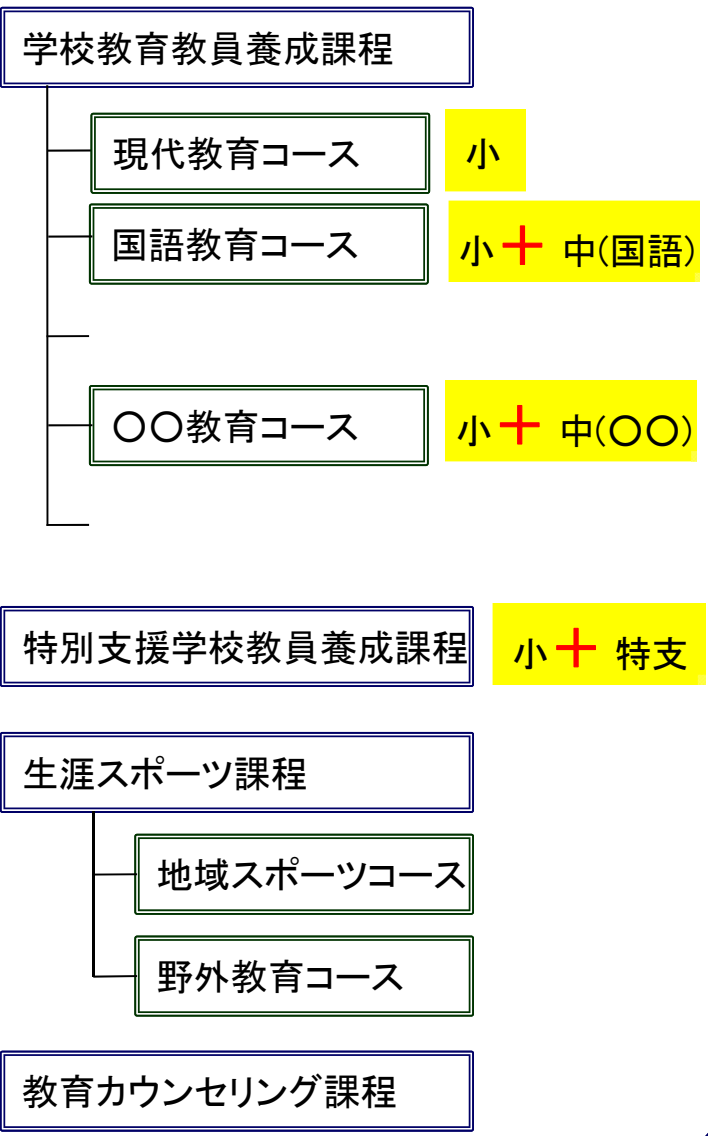 学校教育教員養成課程
現代教育コース 小
国語教育コース 小＋ 中(国語)
〇〇教育コース 小＋ 中(〇〇)
特別支援学校教員養成課程 小＋ 特支
生涯スポーツ課程
地域スポーツコース
野外教育コース
教育カウンセリング課程